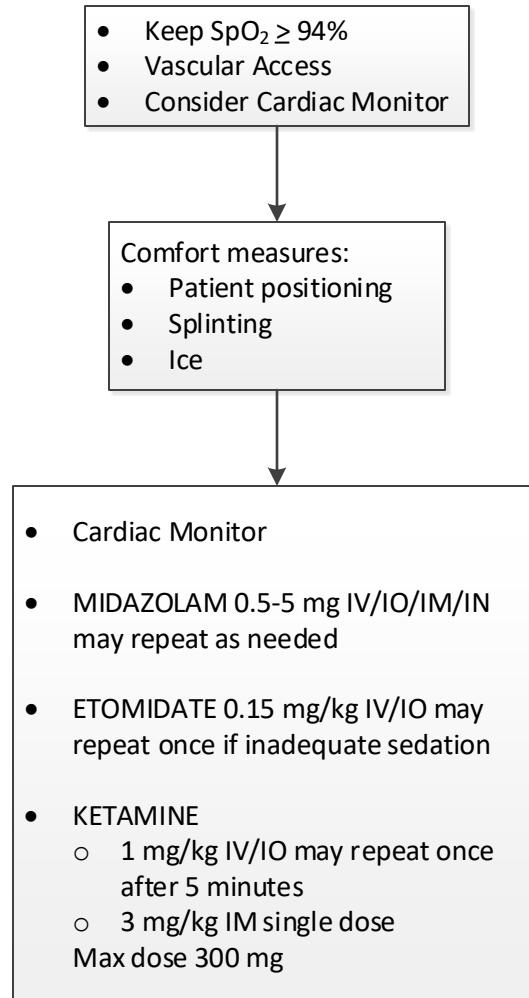 • Keep SpO₂ ≥ 94%
• Vascular Access
• Consider Cardiac Monitor
Comfort measures:
• Patient positioning
• Splinting
• Ice
• Cardiac Monitor
• MIDAZOLAM 0.5-5 mg IV/IO/IM/IN
may repeat as needed
• ETOMIDATE 0.15 mg/kg IV/IO may
repeat once if inadequate sedation
• KETAMINE
o 1 mg/kg IV/IO may repeat once
after 5 minutes
o 3 mg/kg IM single dose
Max dose 300 mg